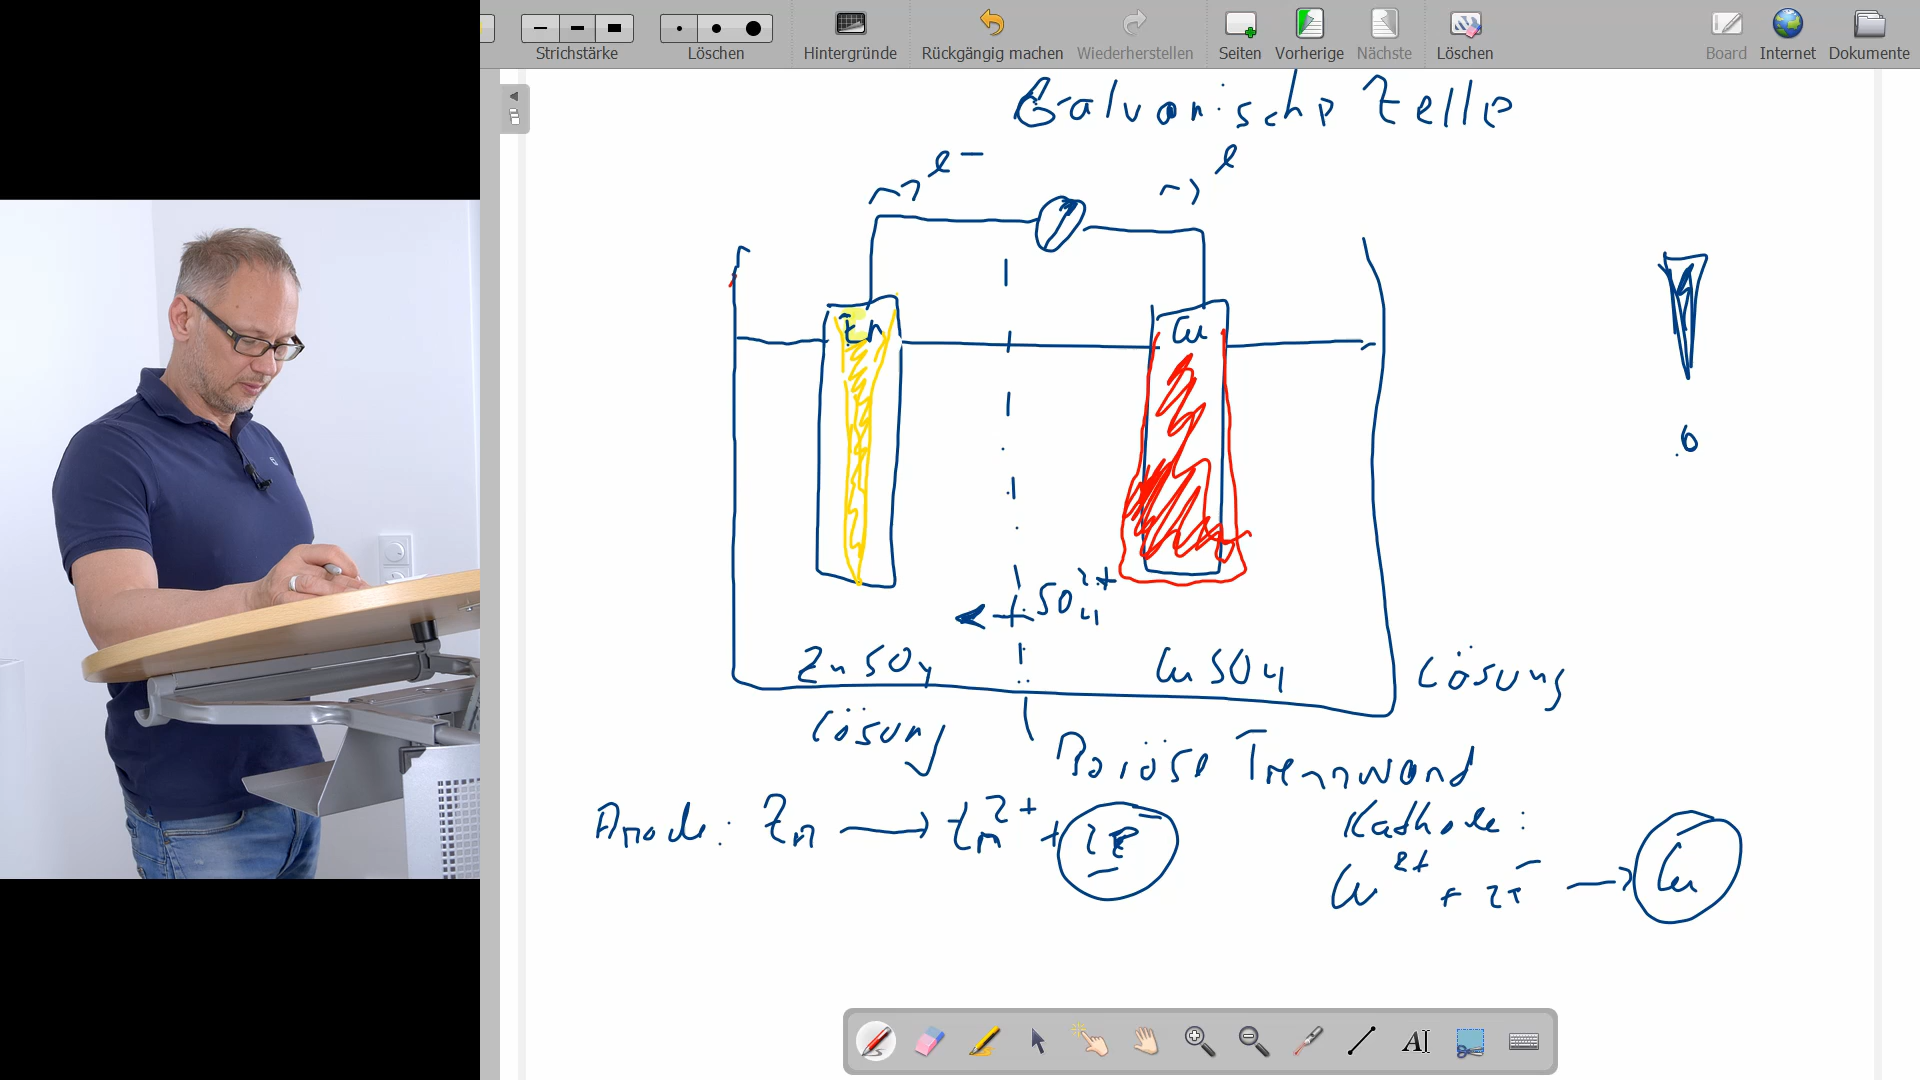 Strichstärke Löschen Hintergründe Rückgängig machen Wiederherstellen Seiten Vorherige Nächste Löschen Board Internet Dokumente
Galvanische Zelle
e⁻ e
Zn Cu
SO₄²⁺
ZnSO₄ CuSO₄ Lösung
Lösung Poröse Trennwand
Anode: Zn → Zn²⁺ + 2e⁻
Kathode:
Cu²⁺ + 2e⁻ → Cu